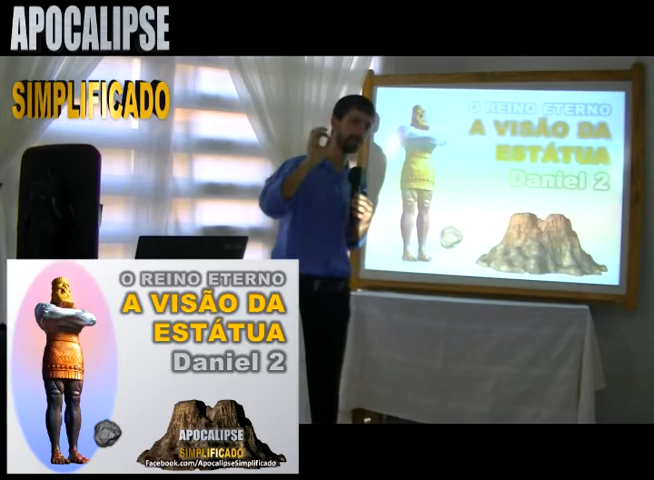 APOCALIPSE
SIMPLIFICADO
O REINO ETERNO
A VISÃO DA
ESTÁTUA
Daniel 2
O REINO ETERNO
A VISÃO DA
ESTÁTUA
Daniel 2
APOCALIPSE
SIMPLIFICADO
Facebook.com/ApocalipseSimplificado